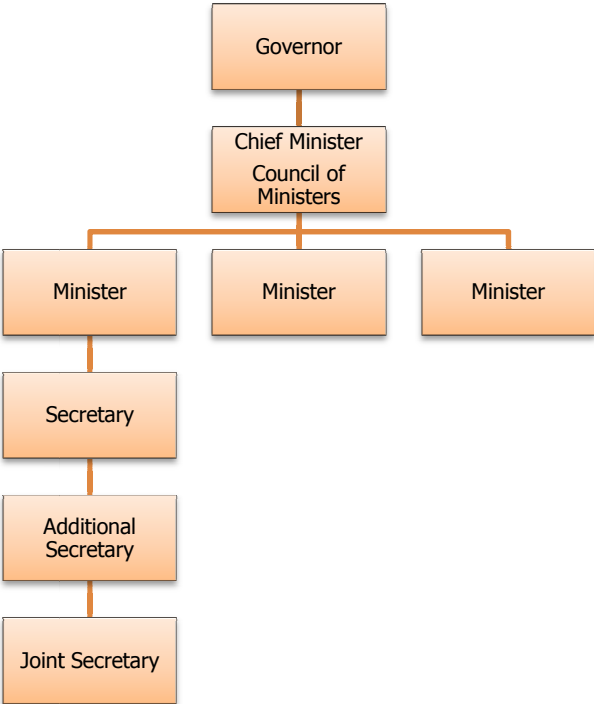 Governor
Chief Minister
Council of
Ministers
Minister
Minister
Minister
Secretary
Additional
Secretary
Joint Secretary